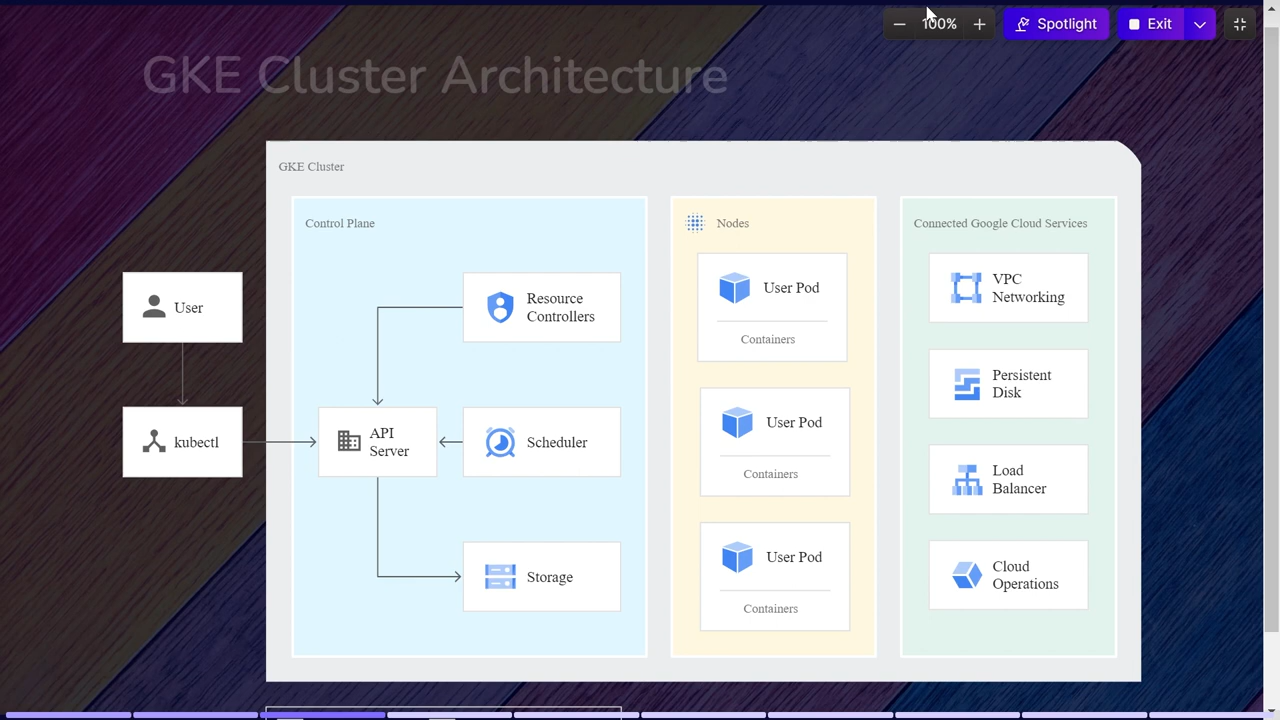 100%
Spotlight
Exit
GKE Cluster Architecture
GKE Cluster
Control Plane
Nodes
Connected Google Cloud Services
User
kubectl
API
Server
Resource
Controllers
Scheduler
Storage
User Pod
Containers
User Pod
Containers
User Pod
Containers
VPC
Networking
Persistent
Disk
Load
Balancer
Cloud
Operations